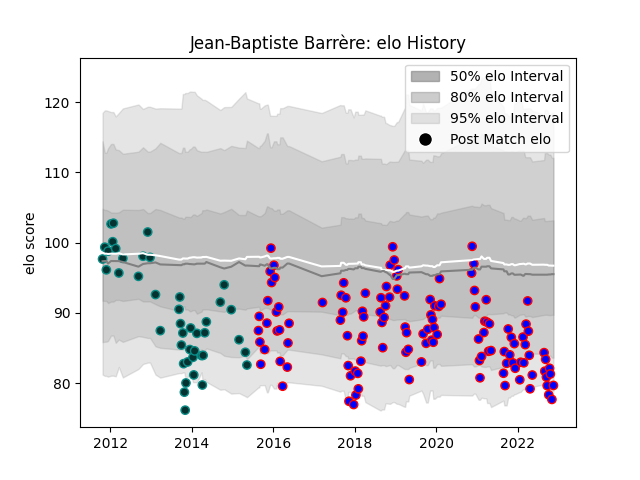 Jean-Baptiste Barrère: elo History
50% elo Interval
80% elo Interval
95% elo Interval
Post Match elo
elo score
120
110
100
90
80
2012 2014 2016 2018 2020 2022